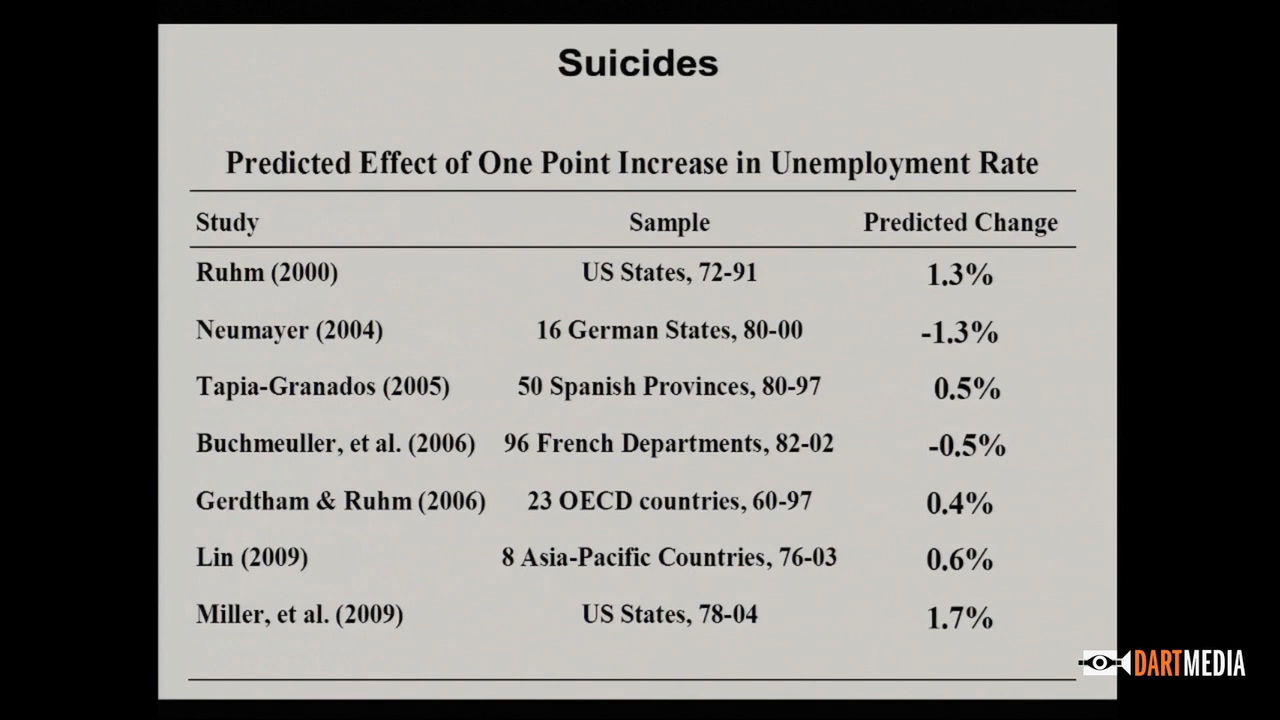 Suicides
Predicted Effect of One Point Increase in Unemployment Rate
Study Sample Predicted Change
Ruhm (2000) US States, 72-91 1.3%
Neumayer (2004) 16 German States, 80-00 -1.3%
Tapia-Granados (2005) 50 Spanish Provinces, 80-97 0.5%
Buchmeuller, et al. (2006) 96 French Departments, 82-02 -0.5%
Gerdtham & Ruhm (2006) 23 OECD countries, 60-97 0.4%
Lin (2009) 8 Asia-Pacific Countries, 76-03 0.6%
Miller, et al. (2009) US States, 78-04 1.7%
DARTMEDIA